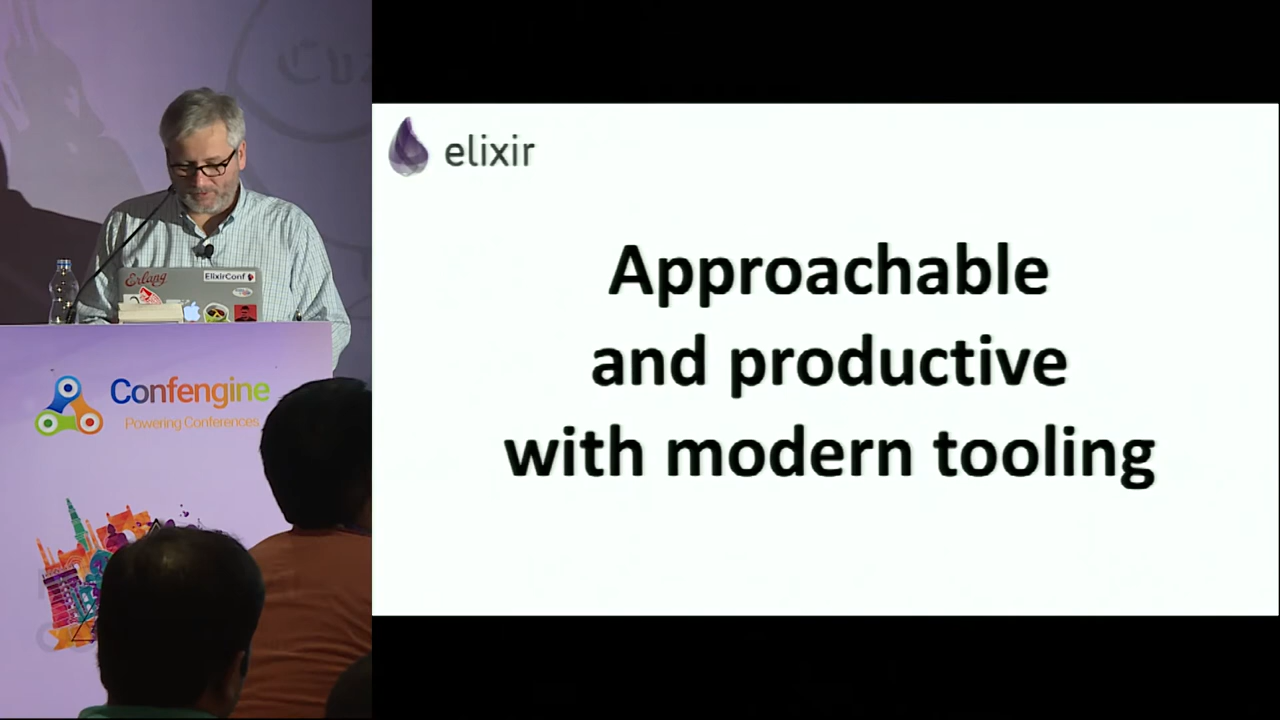 elixir
Approachable
and productive
with modern tooling
Erlang
ElixirConf
Confengine
Powering Conferences